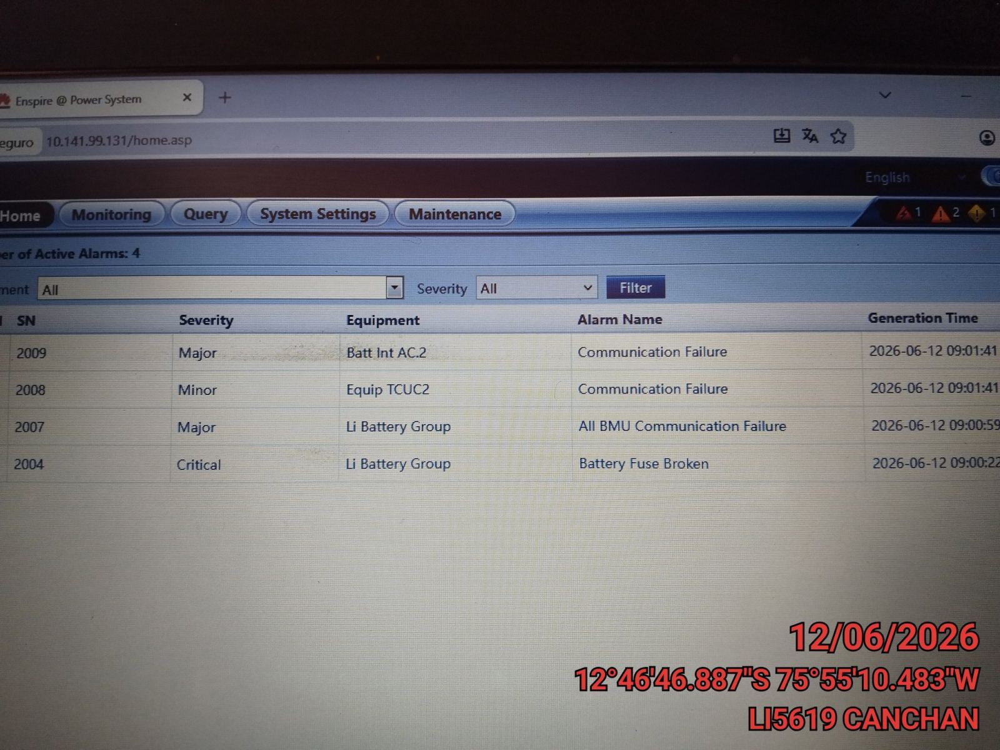 Enspire @ Power System
eguro 10.141.99.131/home.asp
English
Home Monitoring Query System Settings Maintenance 1 2 1
er of Active Alarms: 4
ment All Severity All Filter
SN Severity Equipment Alarm Name Generation Time
2009 Major Batt Int AC.2 Communication Failure 2026-06-12 09:01:41
2008 Minor Equip TCUC2 Communication Failure 2026-06-12 09:01:41
2007 Major Li Battery Group All BMU Communication Failure 2026-06-12 09:00:59
2004 Critical Li Battery Group Battery Fuse Broken 2026-06-12 09:00:22
12/06/2026
12°46'46.887"S 75°55'10.483"W
LI5619 CANCHAN